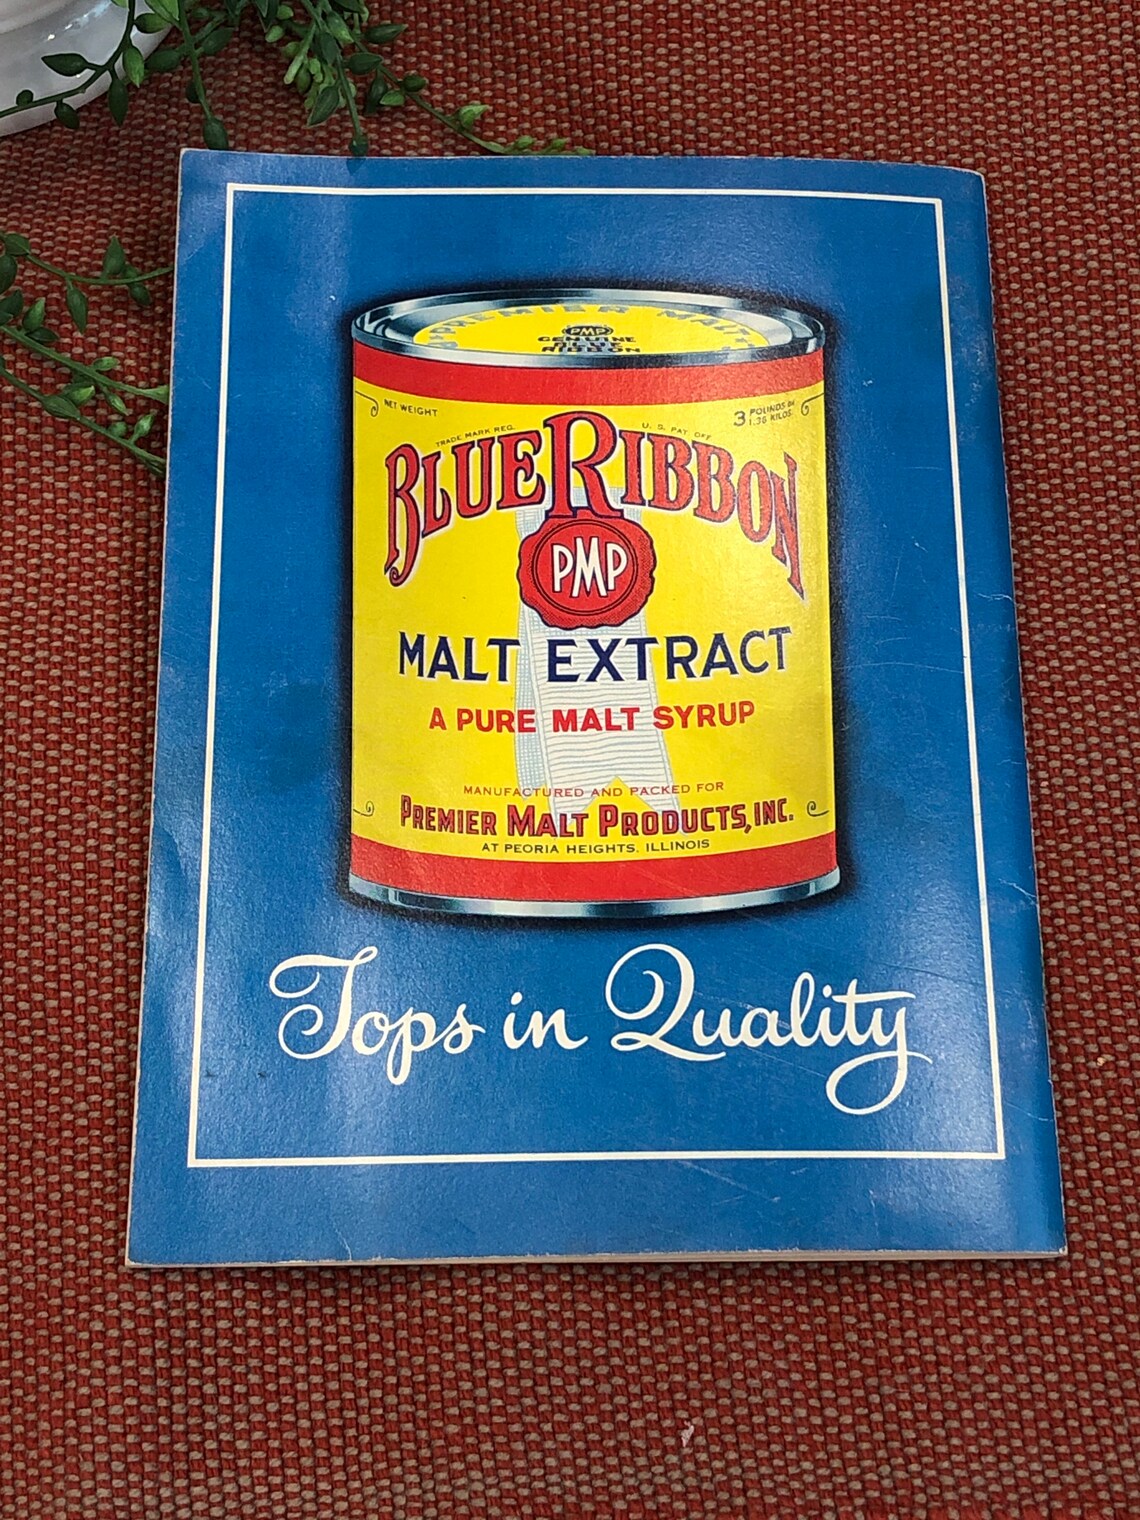 PREMIER MALT
PMP
GENUINE
BLUE
RIBBON
NET WEIGHT
3 POUNDS OR
1.36 KILOS
TRADE MARK REG. U. S. PAT. OFF.
BLUE RIBBON
PMP
MALT EXTRACT
A PURE MALT SYRUP
MANUFACTURED AND PACKED FOR
PREMIER MALT PRODUCTS, INC.
AT PEORIA HEIGHTS, ILLINOIS
Tops in Quality